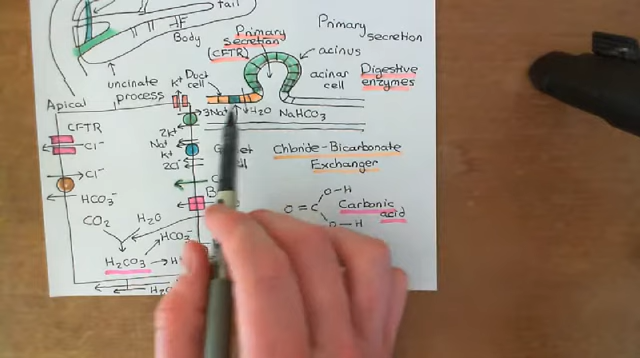 tail
Body
uncinate
process
Primary
secretion
(CFTR)
Primary
secretion
acinus
acinar
cell
Digestive
enzymes
Duct
cell
K⁺
Apical
3Na⁺
H₂O
NaHCO₃
2K⁺
CFTR
Cl⁻
Na⁺
K⁺
2Cl⁻
Chloride-Bicarbonate
Exchanger
Cl⁻
HCO₃⁻
CO₂
H₂O
HCO₃⁻
H₂CO₃
O=C
O-H
O-H
Carbonic
acid